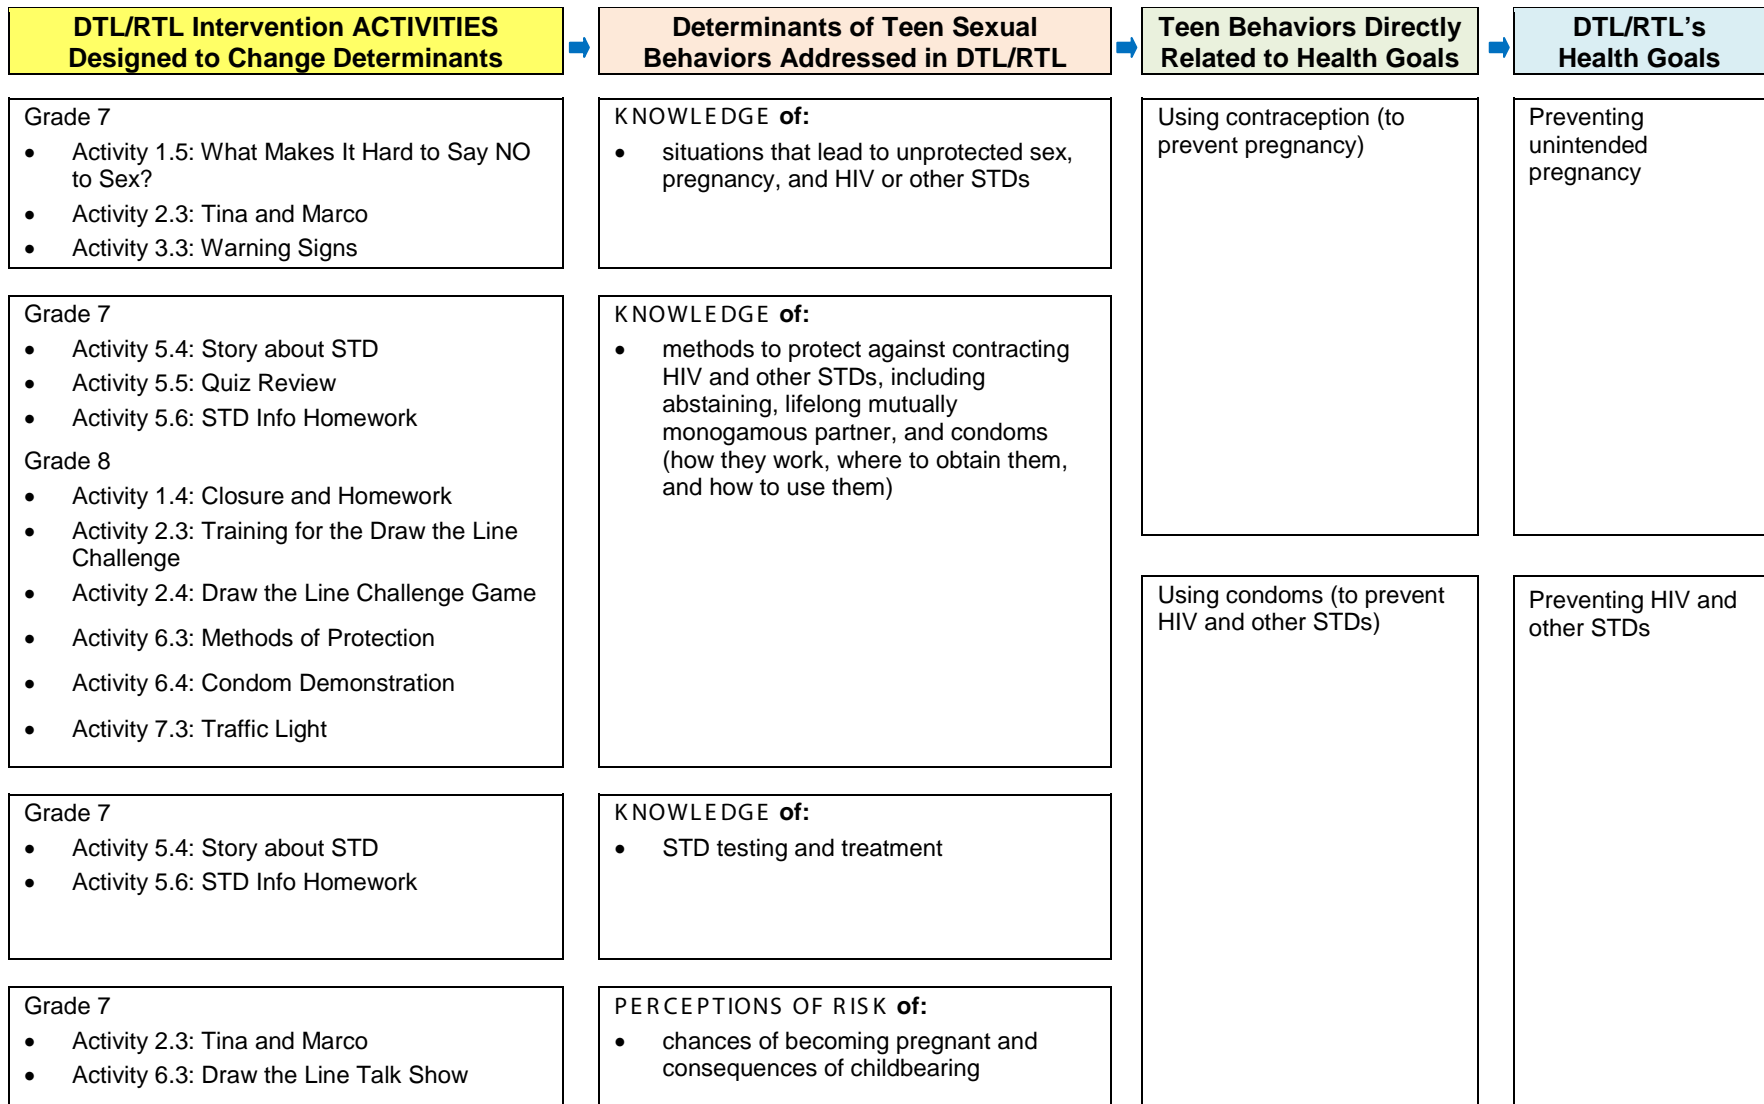 DTL/RTL Intervention ACTIVITIES
Designed to Change Determinants
Determinants of Teen Sexual
Behaviors Addressed in DTL/RTL
Teen Behaviors Directly
Related to Health Goals
DTL/RTL’s
Health Goals
Grade 7
• Activity 1.5: What Makes It Hard to Say NO
to Sex?
• Activity 2.3: Tina and Marco
• Activity 3.3: Warning Signs
KNOWLEDGE of:
• situations that lead to unprotected sex,
pregnancy, and HIV or other STDs
Using contraception (to
prevent pregnancy)
Preventing
unintended
pregnancy
Grade 7
• Activity 5.4: Story about STD
• Activity 5.5: Quiz Review
• Activity 5.6: STD Info Homework
Grade 8
• Activity 1.4: Closure and Homework
• Activity 2.3: Training for the Draw the Line
Challenge
• Activity 2.4: Draw the Line Challenge Game
• Activity 6.3: Methods of Protection
• Activity 6.4: Condom Demonstration
• Activity 7.3: Traffic Light
KNOWLEDGE of:
• methods to protect against contracting
HIV and other STDs, including
abstaining, lifelong mutually
monogamous partner, and condoms
(how they work, where to obtain them,
and how to use them)
Using condoms (to prevent
HIV and other STDs)
Preventing HIV and
other STDs
Grade 7
• Activity 5.4: Story about STD
• Activity 5.6: STD Info Homework
KNOWLEDGE of:
• STD testing and treatment
Grade 7
• Activity 2.3: Tina and Marco
• Activity 6.3: Draw the Line Talk Show
PERCEPTIONS OF RISK of:
• chances of becoming pregnant and
consequences of childbearing